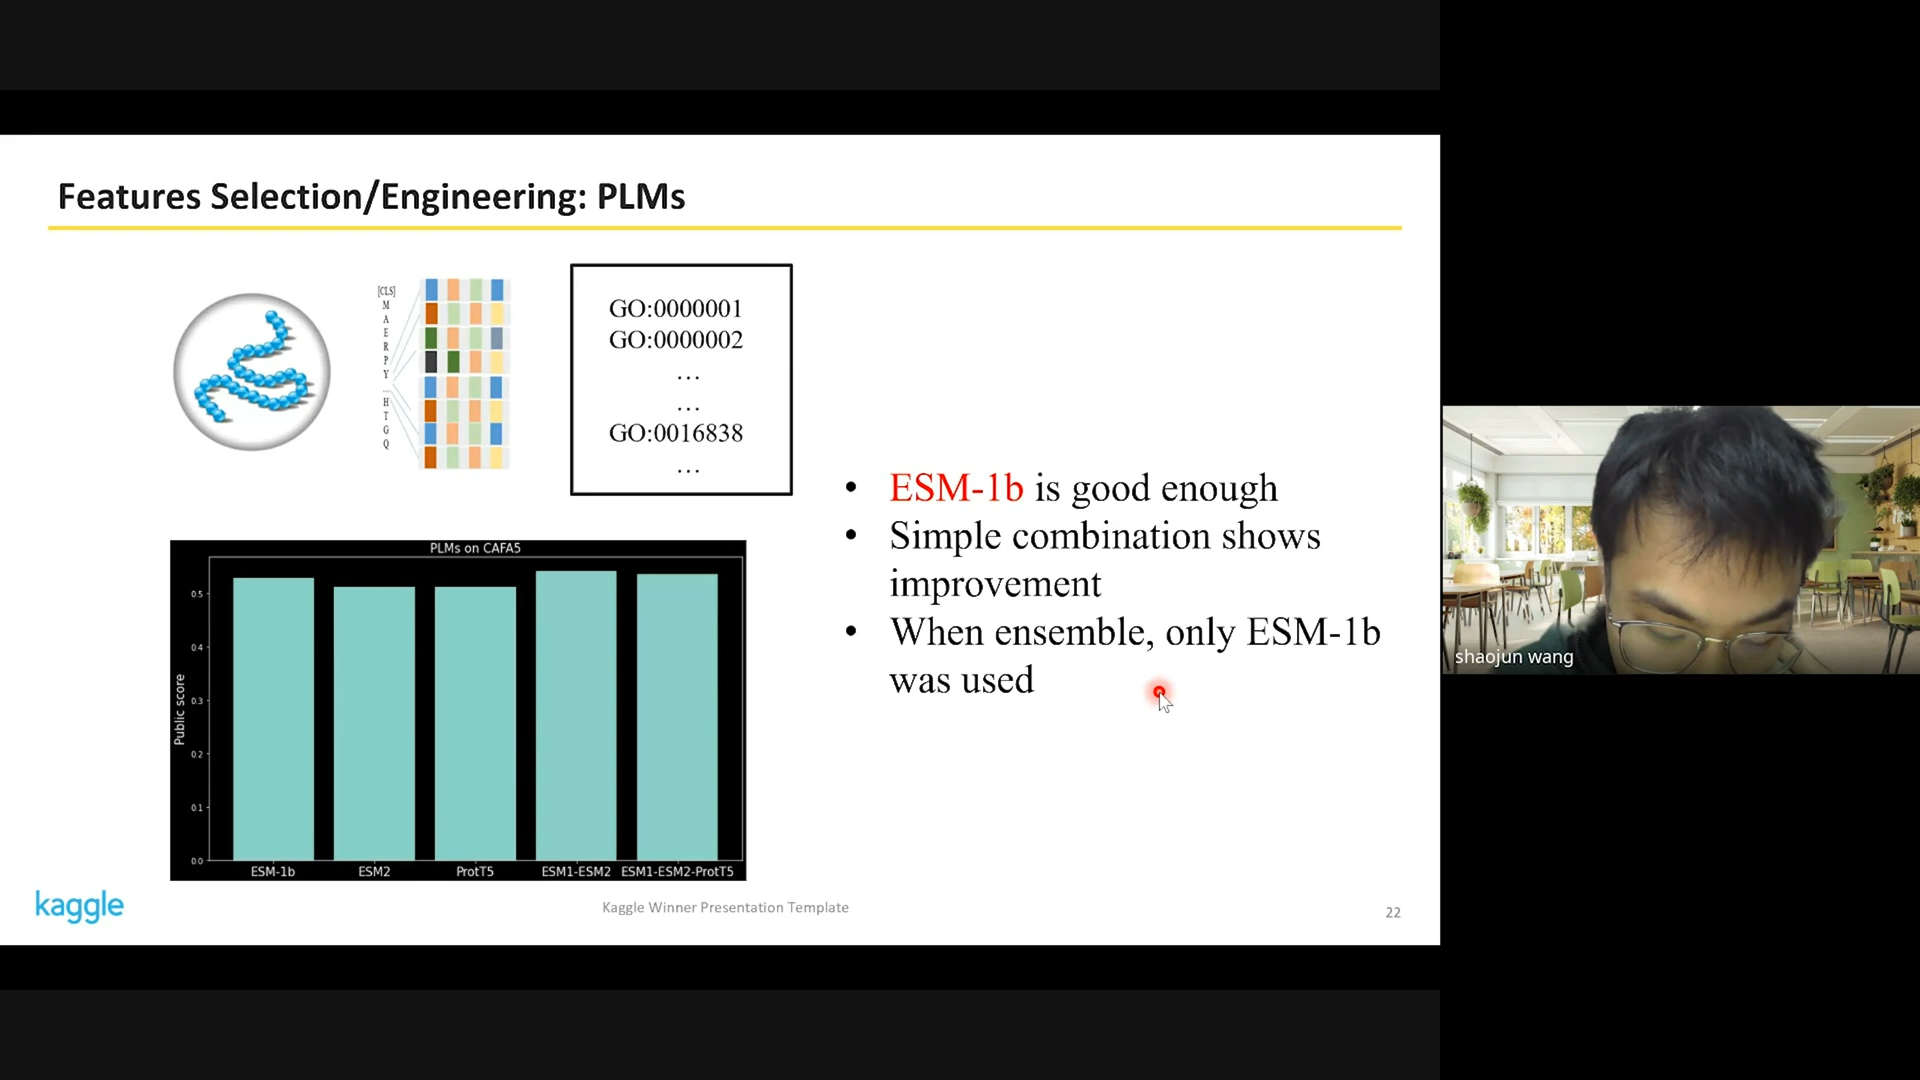 Features Selection/Engineering: PLMs
[CLS]
M
A
E
R
P
Y
...
H
T
G
Q
GO:0000001
GO:0000002
...
...
GO:0016838
...
• ESM-1b is good enough
• Simple combination shows
improvement
• When ensemble, only ESM-1b
was used
PLMs on CAFA5
Public score
0.5
0.4
0.3
0.2
0.1
0.0
ESM-1b ESM2 ProtT5 ESM1-ESM2 ESM1-ESM2-ProtT5
kaggle
Kaggle Winner Presentation Template
22
shaojun wang